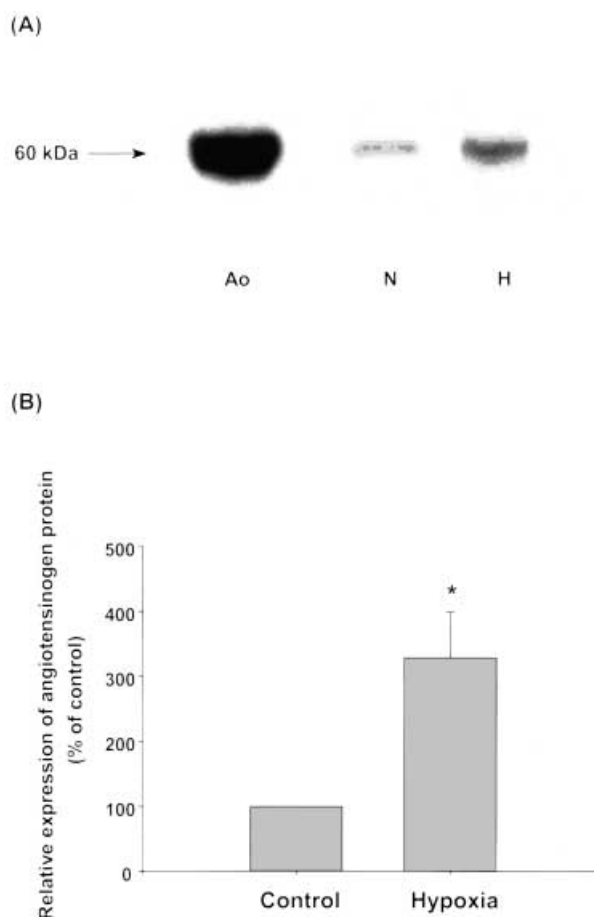 (A)
60 kDa
Ao N H
(B)
Relative expression of angiotensinogen protein
(% of control)
500
400
300
200
100
0
*
Control Hypoxia